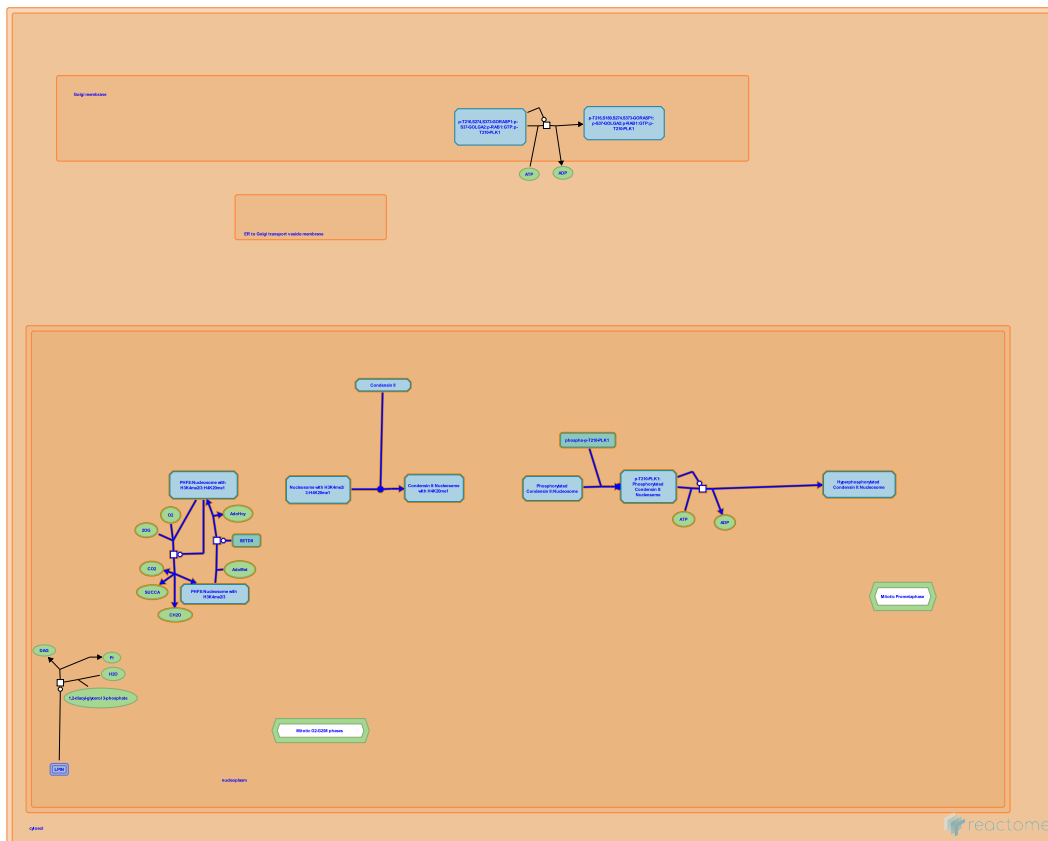 Golgi membrane
p-T216,S274,S373-GORASP1:p-
S37-GOLGA2:p-RAB1:GTP:p-
T210-PLK1
p-T216,S189,S274,S373-GORASP1:
p-S37-GOLGA2:p-RAB1:GTP:p-
T210-PLK1
ATP
ADP
ER to Golgi transport vesicle membrane
Condensin II
phospho-p-T210-PLK1
PHF8:Nucleosome with
H3K4me2/3:H4K20me1
Nucleosome with H3K4me2/
3:H4K20me1
Condensin II:Nucleosome
with H4K20me1
Phosphorylated
Condensin II:Nucleosome
p-T210-PLK1:
Phosphorylated
Condensin II:
Nucleosome
Hyperphosphorylated
Condensin II:Nucleosome
O2
AdoHcy
2OG
SETD8
ATP
ADP
CO2
AdoMet
SUCCA
PHF8:Nucleosome with
H3K4me2/3
CH2O
Mitotic Prometaphase
DAG
Pi
H2O
1,2-diacyl-glycerol 3-phosphate
LPIN
Mitotic G2-G2/M phases
nucleoplasm
cytosol
reactome